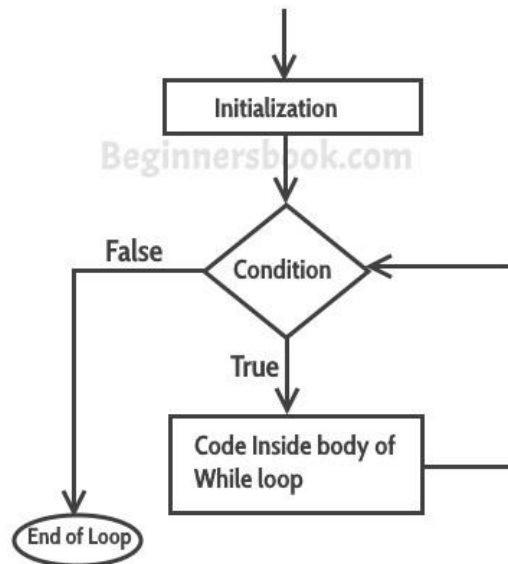 Initialization
Beginnersbook.com
False
Condition
True
Code Inside body of
While loop
End of Loop